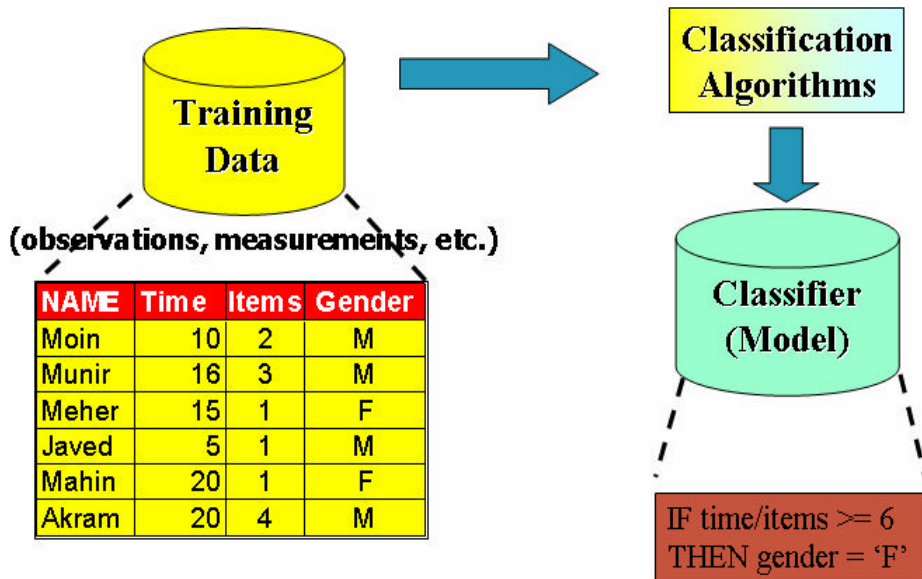 Training
Data
Classification
Algorithms
(observations, measurements, etc.)
NAME Time Items Gender
Moin 10 2 M
Munir 16 3 M
Meher 15 1 F
Javed 5 1 M
Mahin 20 1 F
Akram 20 4 M
Classifier
(Model)
IF time/items >= 6
THEN gender = ‘F’